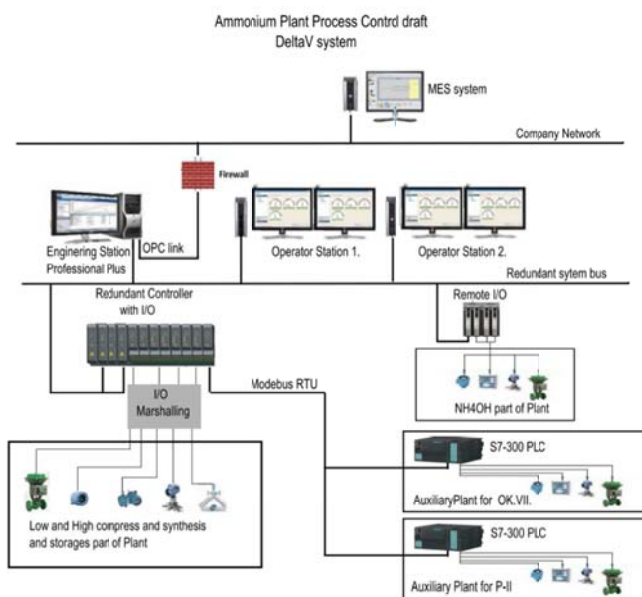 Ammonium Plant Process Contrd draft
DeltaV system
MES system
Company Network
Firewall
Enginering Station
Professional Plus
OPC link
Operator Station 1.
Operator Station 2.
Redundant sytem bus
Redundant Controller
with I/O
Remote I/O
I/O
Marshalling
Modebus RTU
NH4OH part of Plant
Low and High compress and synthesis
and storages part of Plant
S7-300 PLC
AuxiliaryPlant for OK.VII.
S7-300 PLC
Auxiliary Plant for P-II